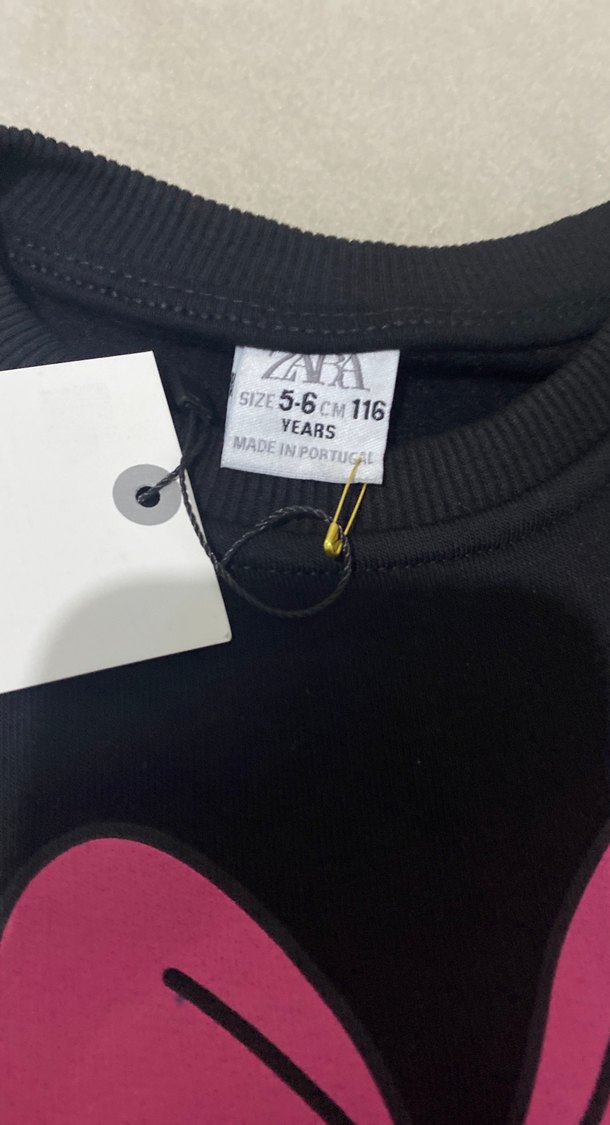 ZARA
SIZE 5-6 CM 116
YEARS
MADE IN PORTUGAL